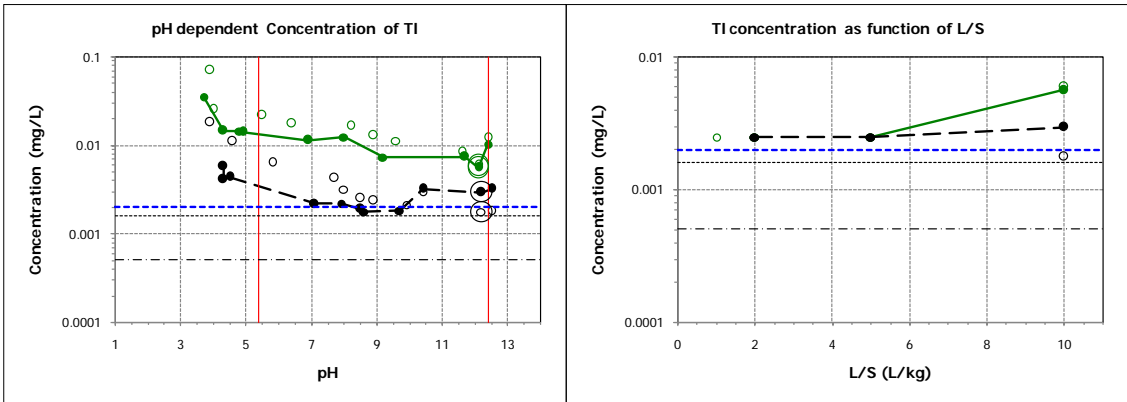 pH dependent Concentration of Tl
0.1
0.01
0.001
0.0001
Concentration (mg/L)
1 3 5 7 9 11 13
pH
Tl concentration as function of L/S
0.01
0.001
0.0001
Concentration (mg/L)
0 2 4 6 8 10
L/S (L/kg)